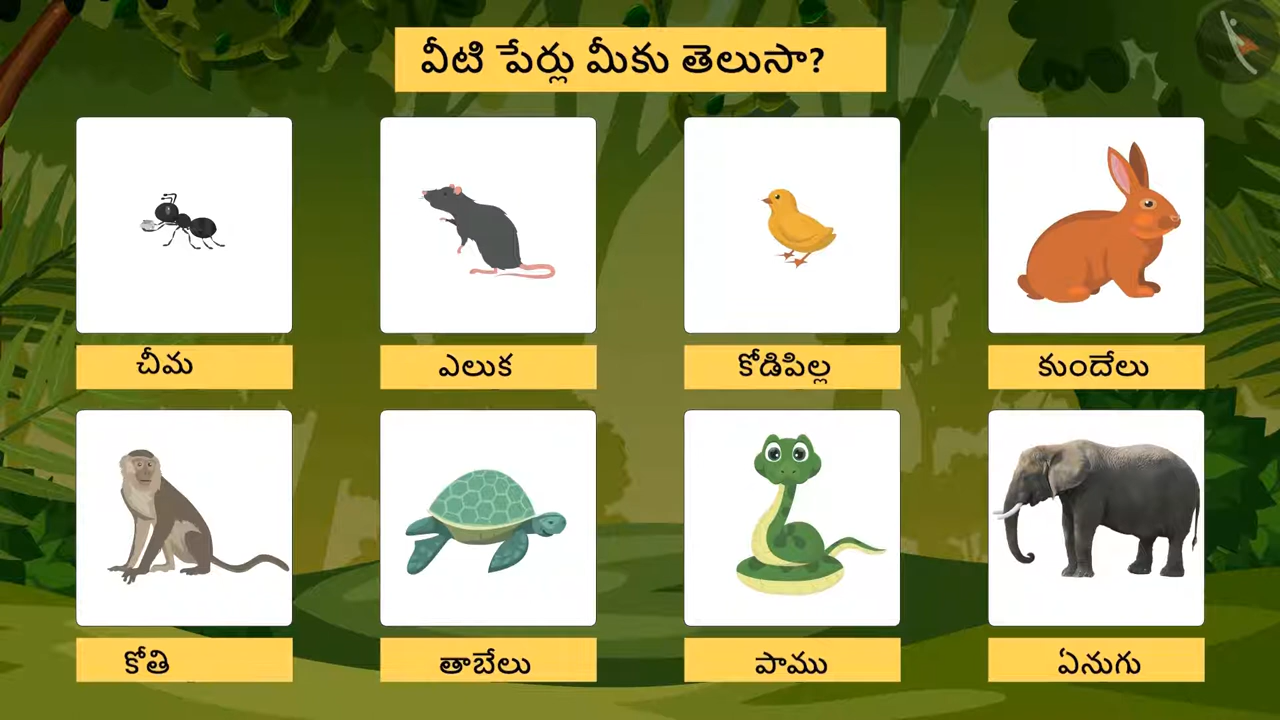 వీటి పేర్లు మీకు తెలుసా?
చీమ
ఎలుక
కోడిపిల్ల
కుందేలు
కోతి
తాబేలు
పాము
ఏనుగు